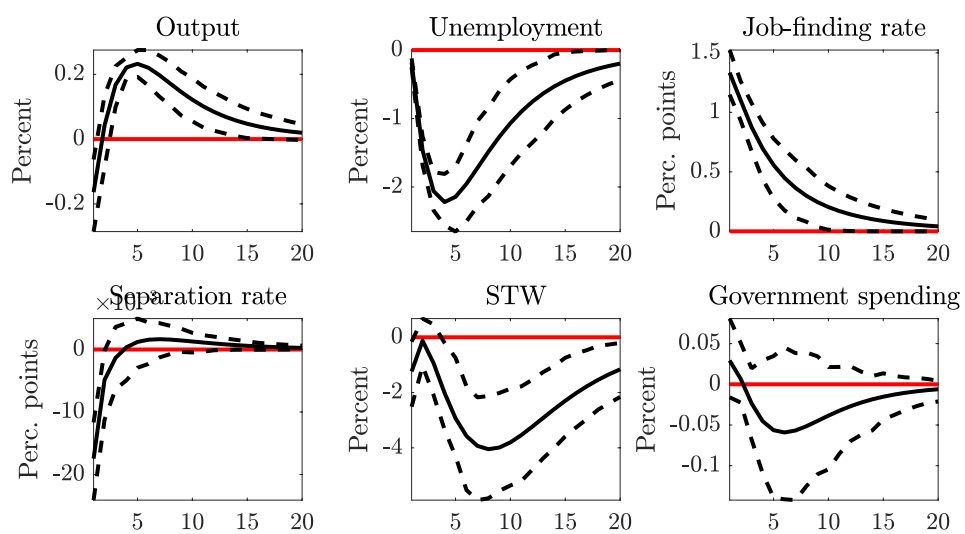 Output
Unemployment
Job-finding rate
Percent
0.2
0
-0.2
5 10 15 20
Percent
0
-1
-2
5 10 15 20
Perc. points
1.5
1
0.5
0
5 10 15 20
Separation rate
STW
Government spending
Perc. points
0
-10
-20
5 10 15 20
Percent
0
-2
-4
5 10 15 20
Percent
0.05
0
-0.05
-0.1
5 10 15 20